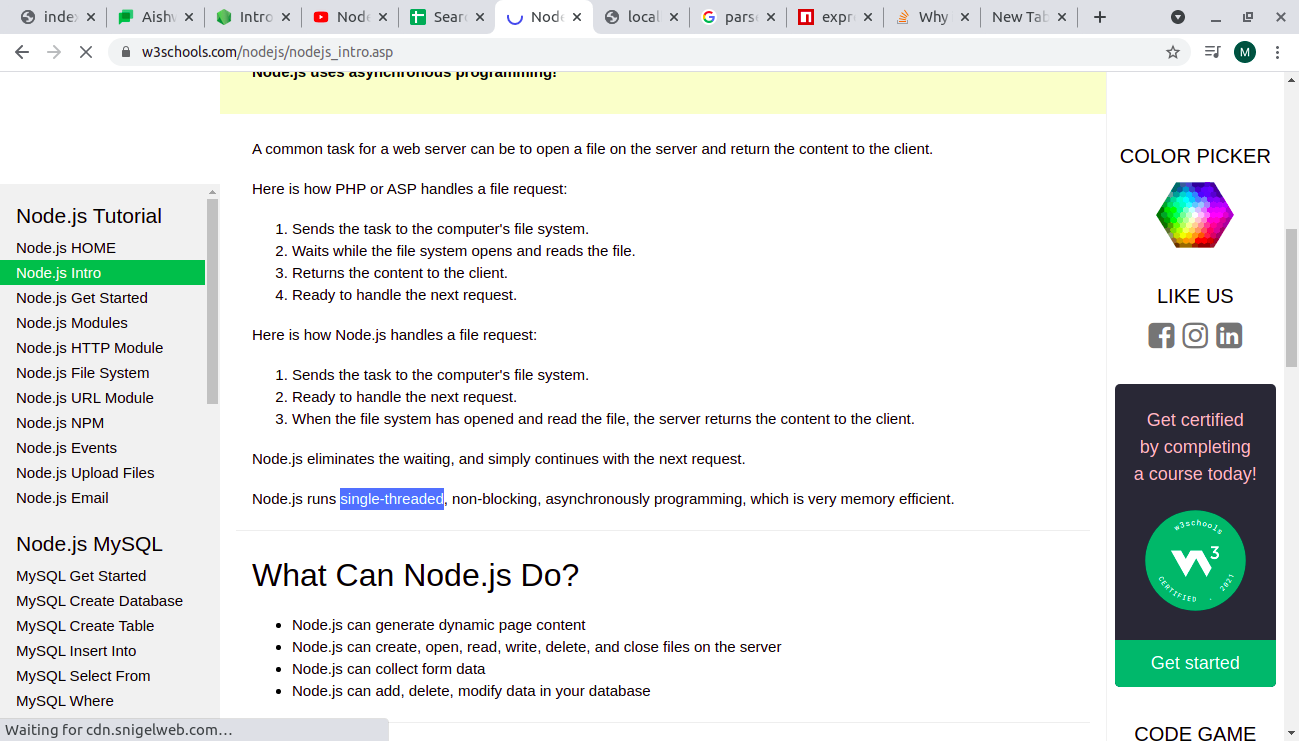 index
Aishw
Intro
Node
Searc
Node
local
parse
expre
Why
New Tab
w3schools.com/nodejs/nodejs_intro.asp
M
Node.js uses asynchronous programming!
A common task for a web server can be to open a file on the server and return the content to the client.
Here is how PHP or ASP handles a file request:
1. Sends the task to the computer's file system.
2. Waits while the file system opens and reads the file.
3. Returns the content to the client.
4. Ready to handle the next request.
Here is how Node.js handles a file request:
1. Sends the task to the computer's file system.
2. Ready to handle the next request.
3. When the file system has opened and read the file, the server returns the content to the client.
Node.js eliminates the waiting, and simply continues with the next request.
Node.js runs single-threaded, non-blocking, asynchronously programming, which is very memory efficient.
What Can Node.js Do?
Node.js can generate dynamic page content
Node.js can create, open, read, write, delete, and close files on the server
Node.js can collect form data
Node.js can add, delete, modify data in your database
Node.js Tutorial
Node.js HOME
Node.js Intro
Node.js Get Started
Node.js Modules
Node.js HTTP Module
Node.js File System
Node.js URL Module
Node.js NPM
Node.js Events
Node.js Upload Files
Node.js Email
Node.js MySQL
MySQL Get Started
MySQL Create Database
MySQL Create Table
MySQL Insert Into
MySQL Select From
MySQL Where
Waiting for cdn.snigelweb.com…
COLOR PICKER
LIKE US
Get certified
by completing
a course today!
w3schools
3
CERTIFIED . 2021
Get started
CODE GAME